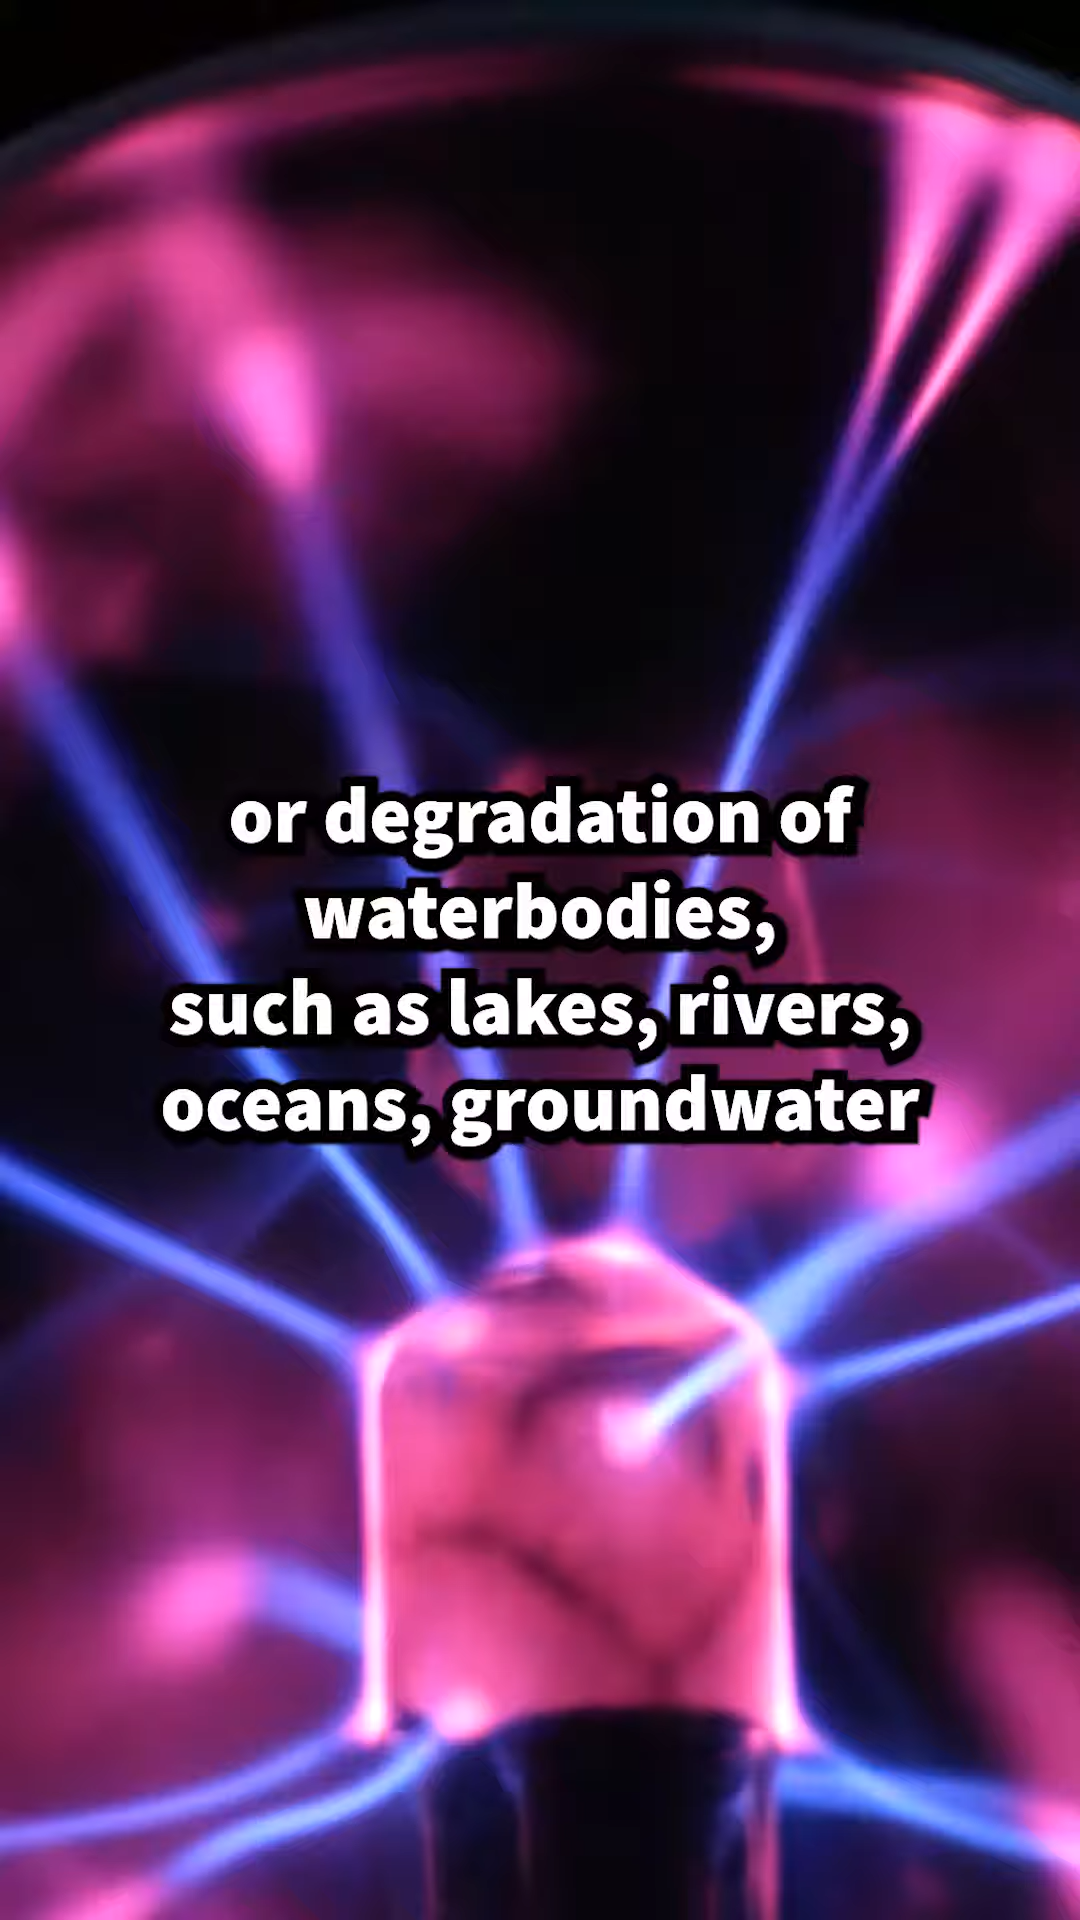 or degradation of
waterbodies,
such as lakes, rivers,
oceans, groundwater